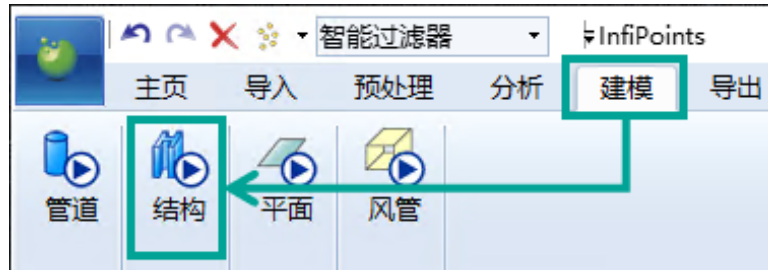 智能过滤器 InfiPoints
主页 导入 预处理 分析 建模 导出
管道 结构 平面 风管